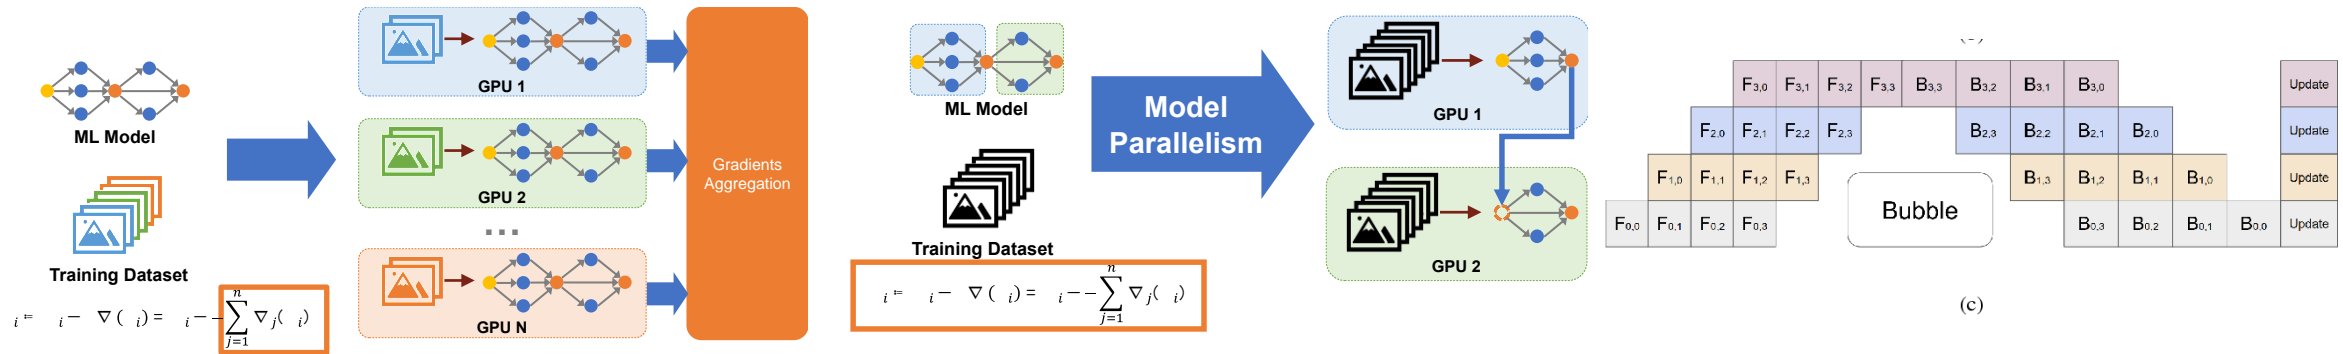 ML Model
Training Dataset
i = i − ∇ ( i ) = i − − ∑ n j=1 ∇ j ( i )
GPU 1
GPU 2
...
GPU N
Gradients
Aggregation
ML Model
Training Dataset
i = i − ∇ ( i ) = i − − ∑ n j=1 ∇ j ( i )
Model
Parallelism
GPU 1
GPU 2
F3,0 F3,1 F3,2 F3,3 B3,3 B3,2 B3,1 B3,0 Update
F2,0 F2,1 F2,2 F2,3 B2,3 B2,2 B2,1 B2,0 Update
F1,0 F1,1 F1,2 F1,3 B1,3 B1,2 B1,1 B1,0 Update
Bubble
F0,0 F0,1 F0,2 F0,3 B0,3 B0,2 B0,1 B0,0 Update
(c)